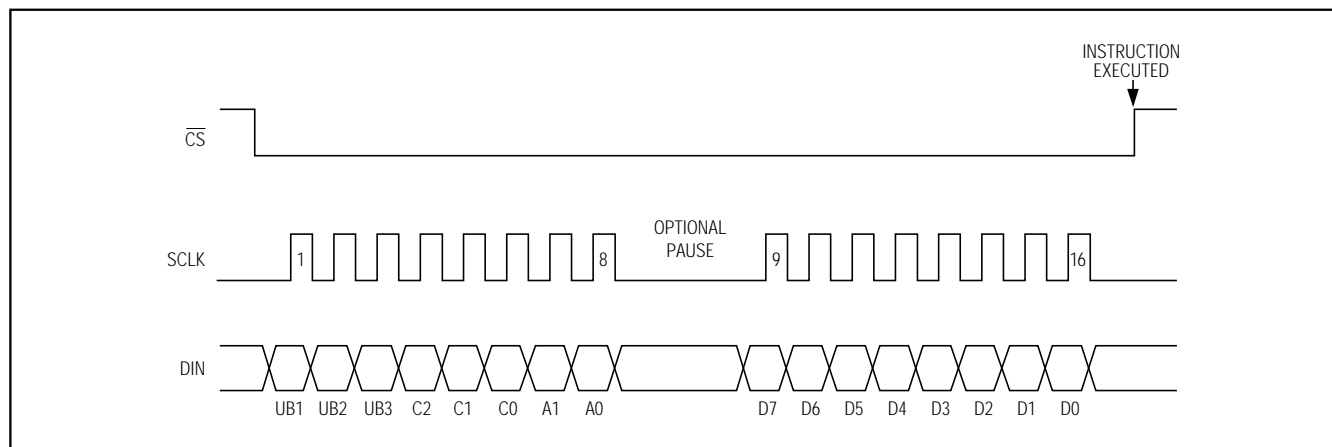 INSTRUCTION
EXECUTED
CS
OPTIONAL
PAUSE
SCLK 1 8 9 16
DIN
UB1 UB2 UB3 C2 C1 C0 A1 A0 D7 D6 D5 D4 D3 D2 D1 D0